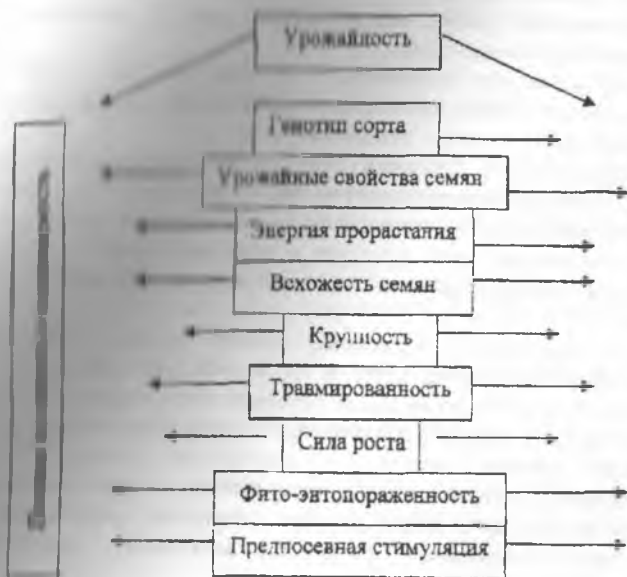 Урожайность
Генотип сорта
Урожайные свойства семян
Энергия прорастания
Всхожесть семян
Крупность
Травмированность
Сила роста
Фито-энтопораженность
Предпосевная стимуляция